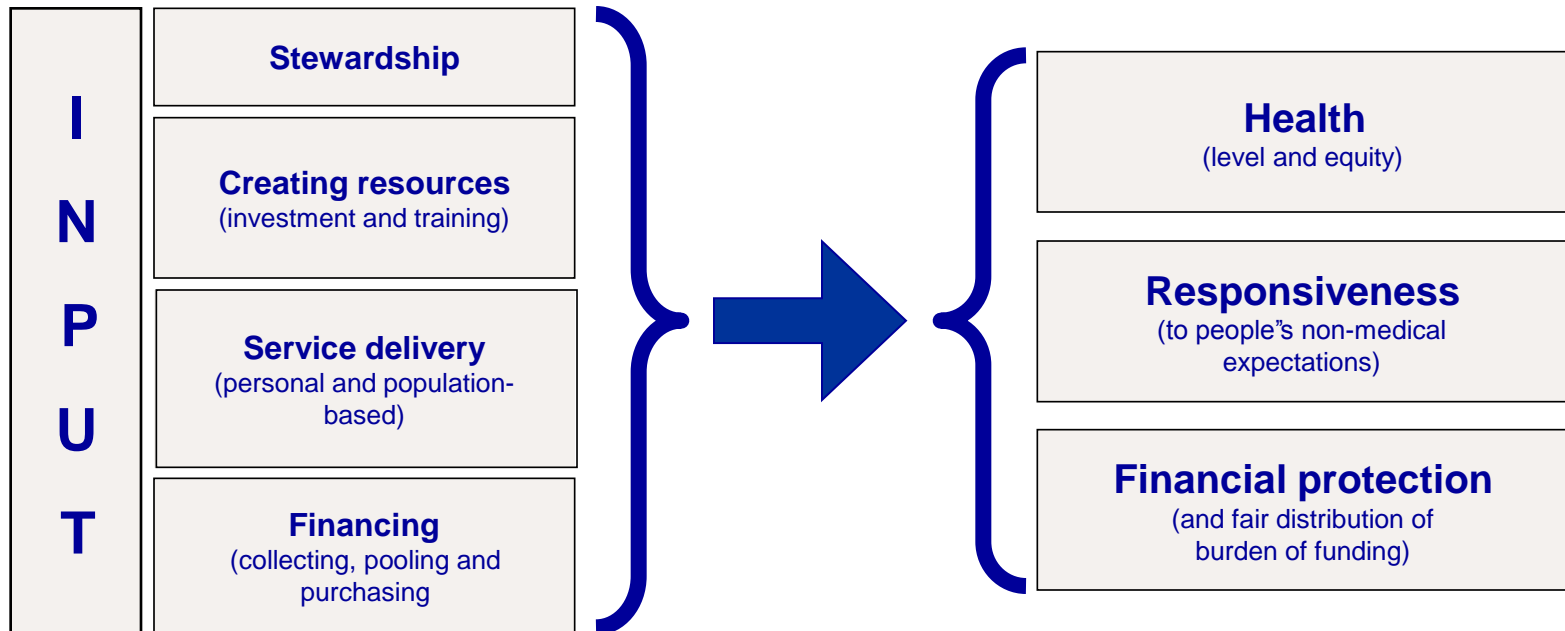 INPUT
Stewardship
Creating resources
(investment and training)
Service delivery
(personal and population-
based)
Financing
(collecting, pooling and
purchasing
Health
(level and equity)
Responsiveness
(to people‟s non-medical
expectations)
Financial protection
(and fair distribution of
burden of funding)